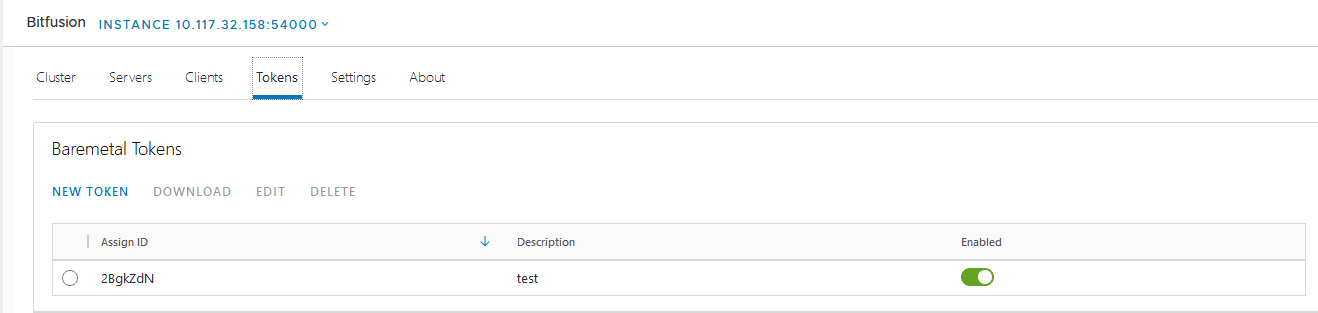 Bitfusion INSTANCE 10.117.32.158:54000
Cluster Servers Clients Tokens Settings About
Baremetal Tokens
NEW TOKEN DOWNLOAD EDIT DELETE
Assign ID Description Enabled
2BgkZdN test